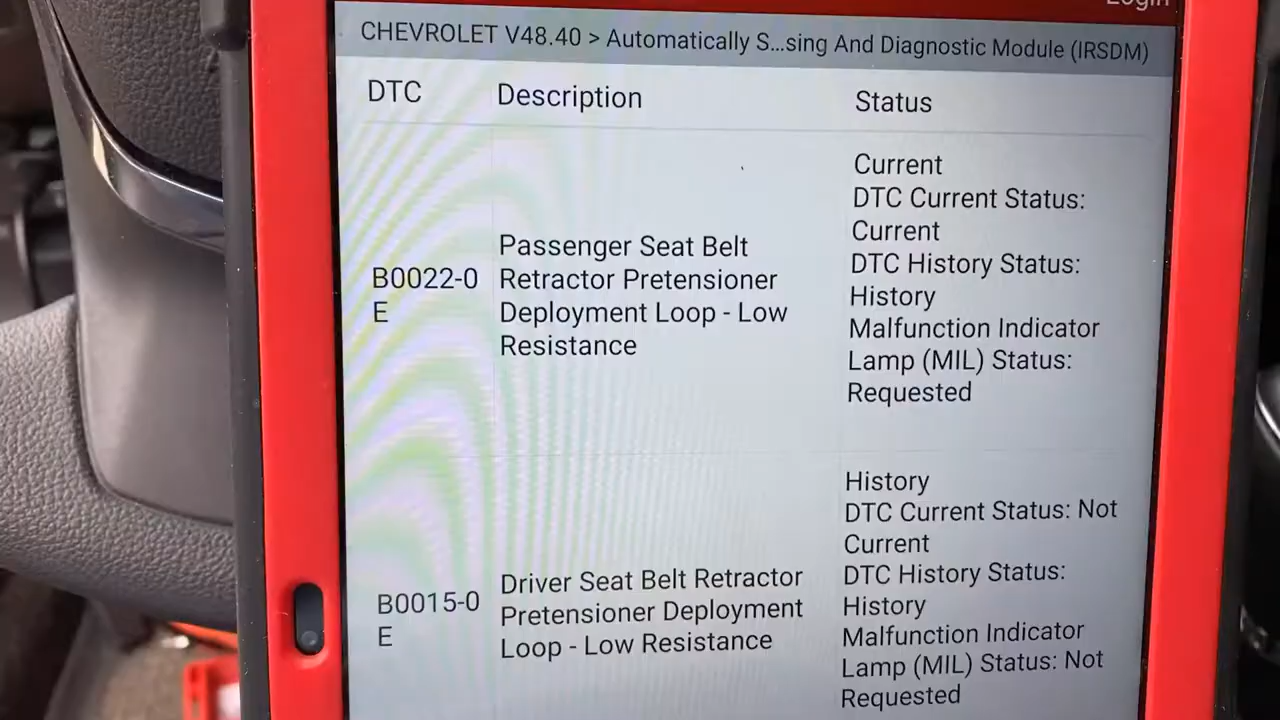 Login
CHEVROLET V48.40 > Automatically S...sing And Diagnostic Module (IRSDM)
DTC Description Status
B0022-0
E
Passenger Seat Belt
Retractor Pretensioner
Deployment Loop - Low
Resistance
Current
DTC Current Status:
Current
DTC History Status:
History
Malfunction Indicator
Lamp (MIL) Status:
Requested
B0015-0
E
Driver Seat Belt Retractor
Pretensioner Deployment
Loop - Low Resistance
History
DTC Current Status: Not
Current
DTC History Status:
History
Malfunction Indicator
Lamp (MIL) Status: Not
Requested